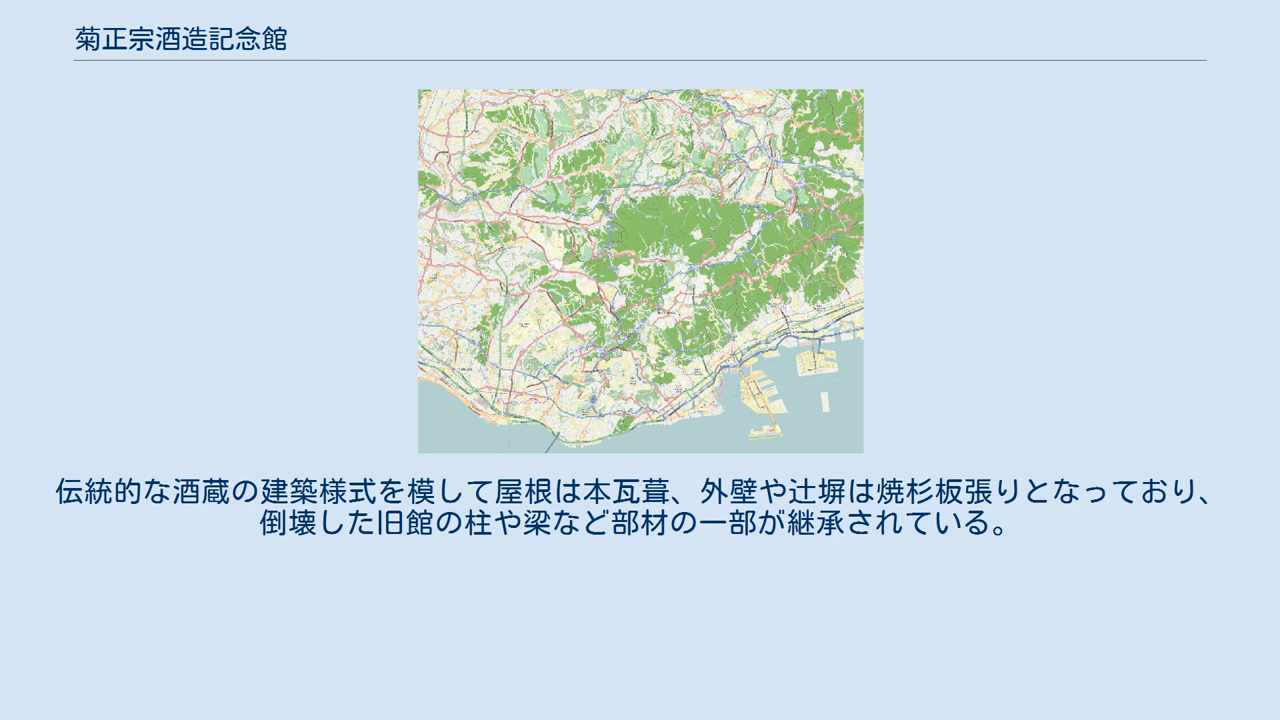 菊正宗酒造記念館
伝統的な酒蔵の建築様式を模して屋根は本瓦葺、外壁や辻塀は焼杉板張りとなっており、
倒壊した旧館の柱や梁など部材の一部が継承されている。